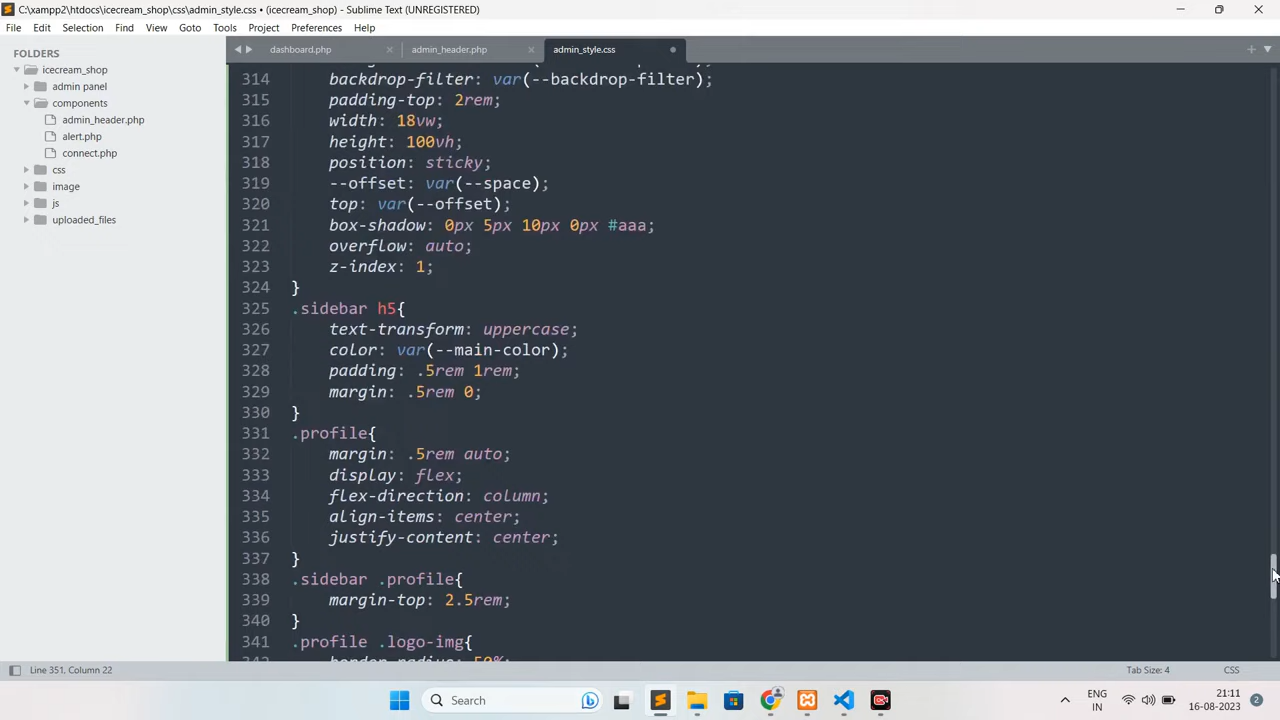 C:\xampp2\htdocs\icecream_shop\css\admin_style.css • (icecream_shop) - Sublime Text (UNREGISTERED)
File Edit Selection Find View Goto Tools Project Preferences Help
FOLDERS
icecream_shop
admin panel
components
admin_header.php
alert.php
connect.php
css
image
js
uploaded_files
dashboard.php admin_header.php admin_style.css
314 backdrop-filter: var(--backdrop-filter);
315 padding-top: 2rem;
316 width: 18vw;
317 height: 100vh;
318 position: sticky;
319 --offset: var(--space);
320 top: var(--offset);
321 box-shadow: 0px 5px 10px 0px #aaa;
322 overflow: auto;
323 z-index: 1;
324 }
325 .sidebar h5{
326 text-transform: uppercase;
327 color: var(--main-color);
328 padding: .5rem 1rem;
329 margin: .5rem 0;
330 }
331 .profile{
332 margin: .5rem auto;
333 display: flex;
334 flex-direction: column;
335 align-items: center;
336 justify-content: center;
337 }
338 .sidebar .profile{
339 margin-top: 2.5rem;
340 }
341 .profile .logo-img{
342 border-radius: 50%;
Line 351, Column 22 Tab Size: 4 CSS
Search
ENG
IN
21:11
16-08-2023
2